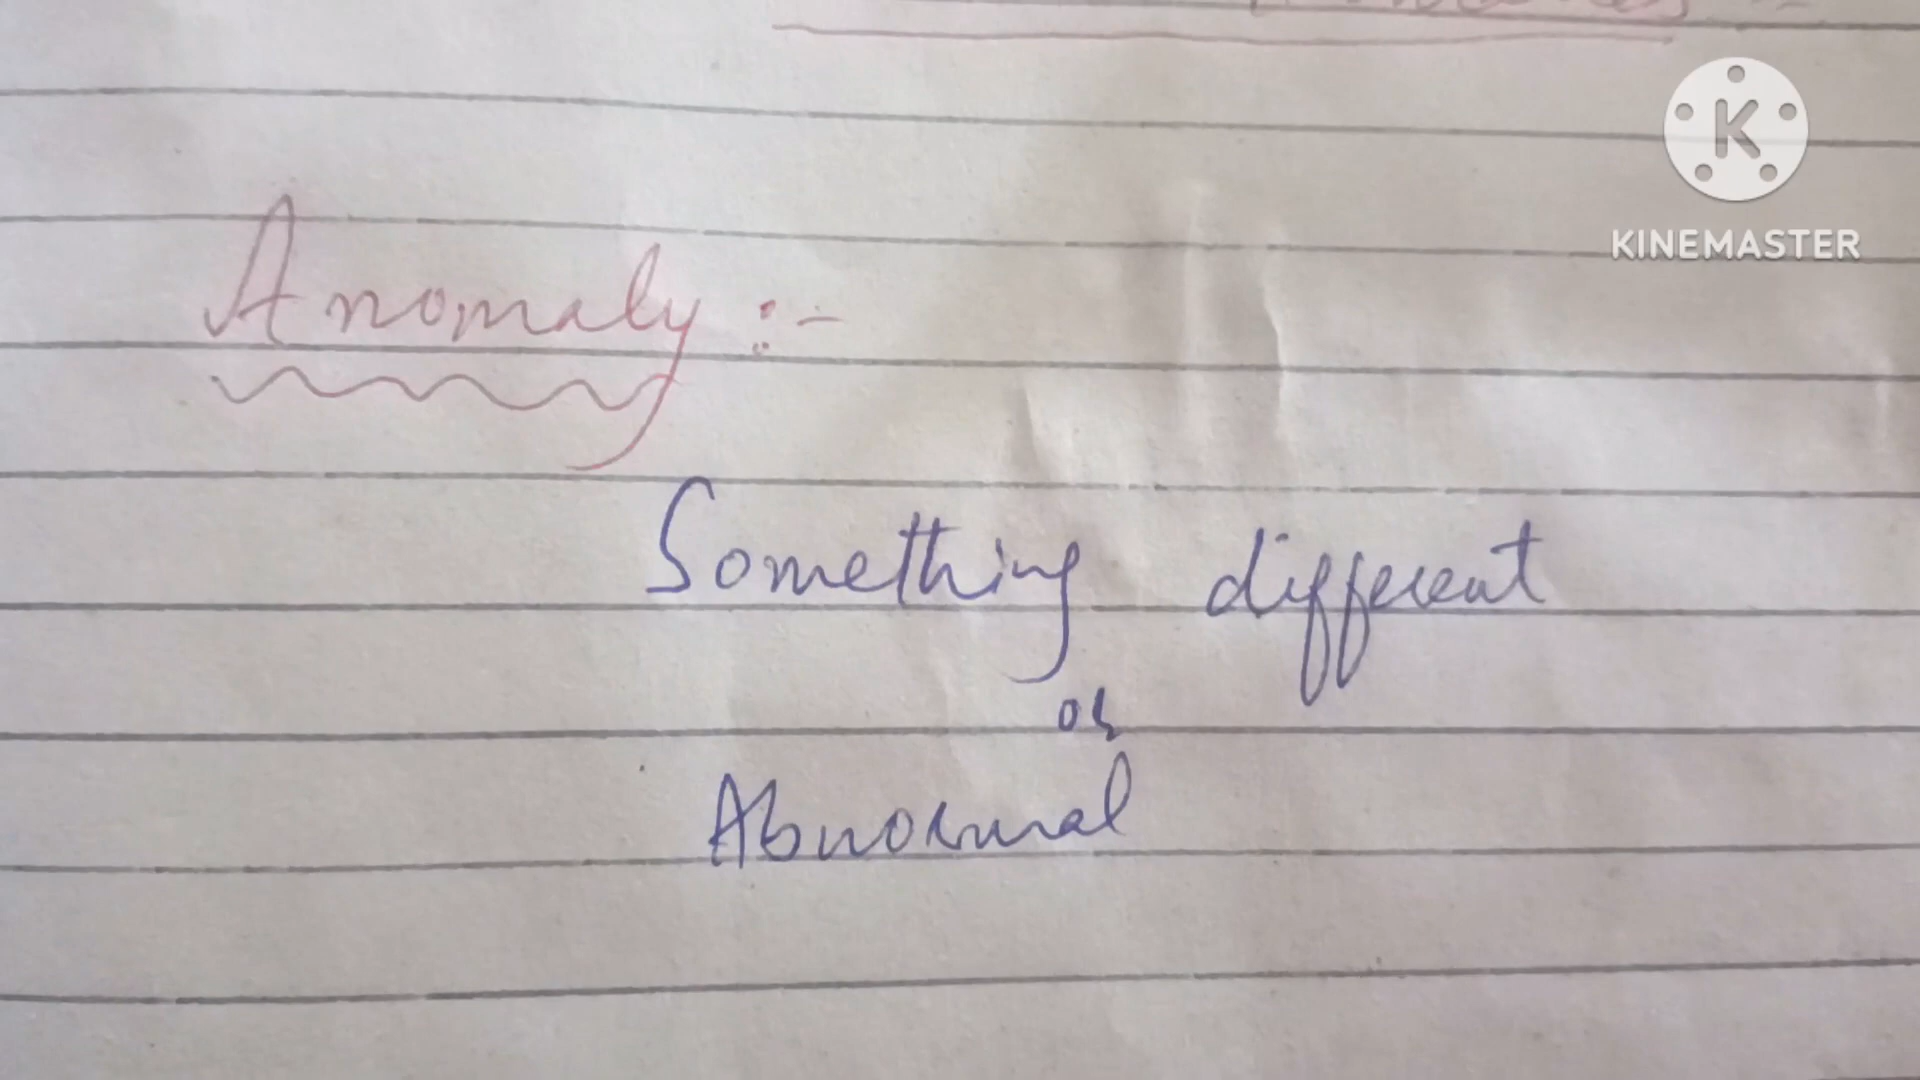 KINEMASTER
Anomaly :-
Something different
or
Abnormal